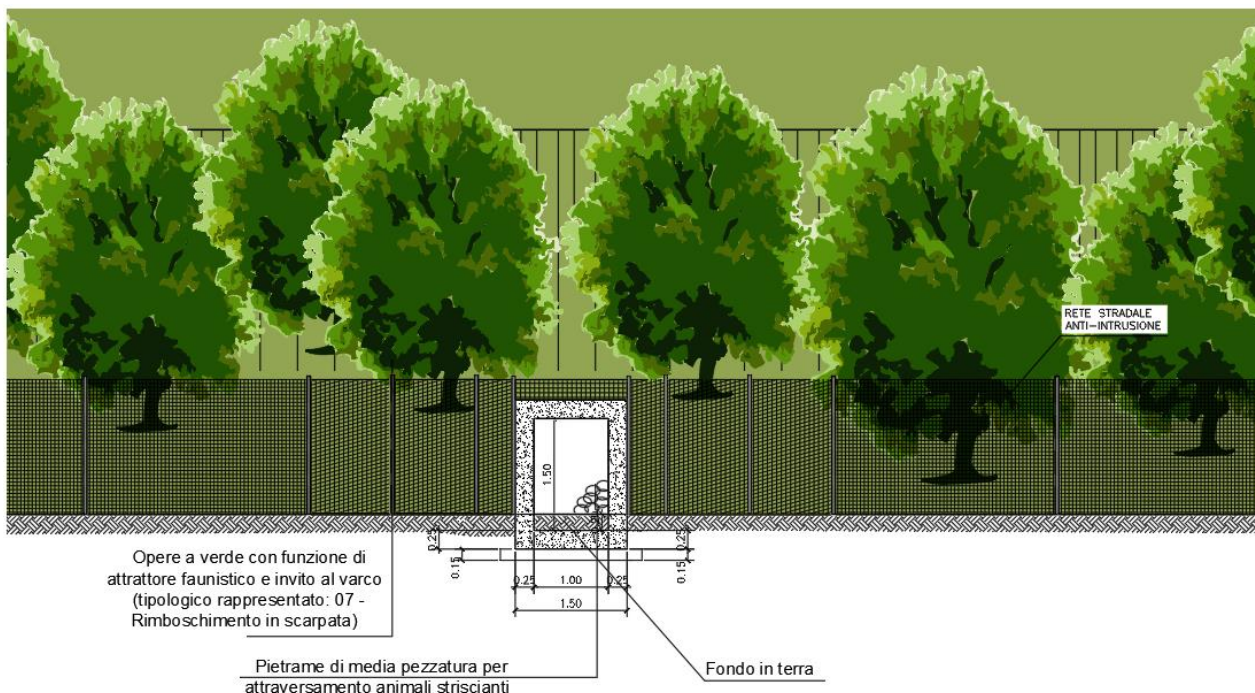 RETE STRADALE
ANTI-INTRUSIONE
1.50
0.25
0.25
0.15
0.15
0.25
1.00
0.25
1.50
Opere a verde con funzione di
attrattore faunistico e invito al varco
(tipologico rappresentato: 07 -
Rimboschimento in scarpata)
Pietrame di media pezzatura per
attraversamento animali striscianti
Fondo in terra